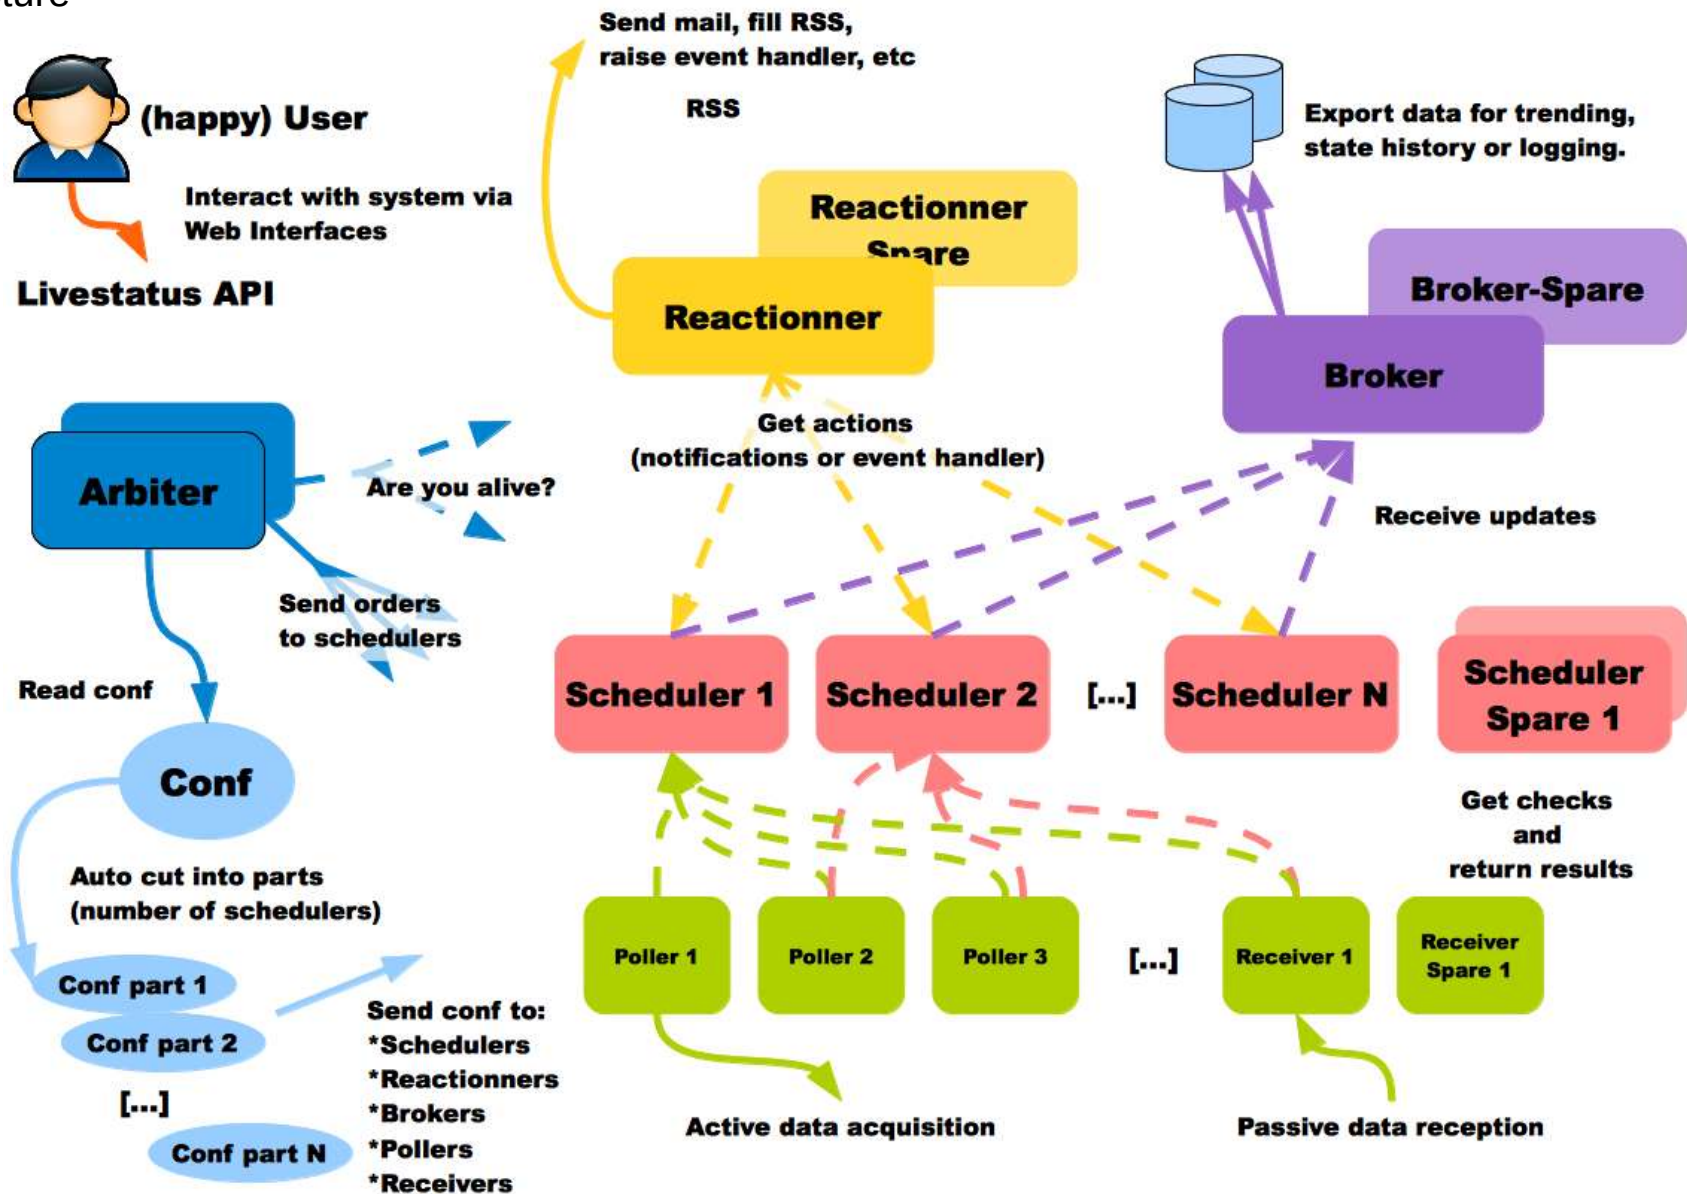 Send mail, fill RSS,
raise event handler, etc
RSS
(happy) User
Interact with system via
Web Interfaces
Livestatus API
Export data for trending,
state history or logging.
Reactionner
Spare
Reactionner
Broker-Spare
Broker
Get actions
(notifications or event handler)
Arbiter
Are you alive?
Receive updates
Send orders
to schedulers
Read conf
Conf
Scheduler 1
Scheduler 2
[...]
Scheduler N
Scheduler
Spare 1
Get checks
and
return results
Auto cut into parts
(number of schedulers)
Conf part 1
Conf part 2
[...]
Conf part N
Send conf to:
*Schedulers
*Reactionners
*Brokers
*Pollers
*Receivers
Poller 1
Poller 2
Poller 3
[...]
Receiver 1
Receiver
Spare 1
Active data acquisition
Passive data reception